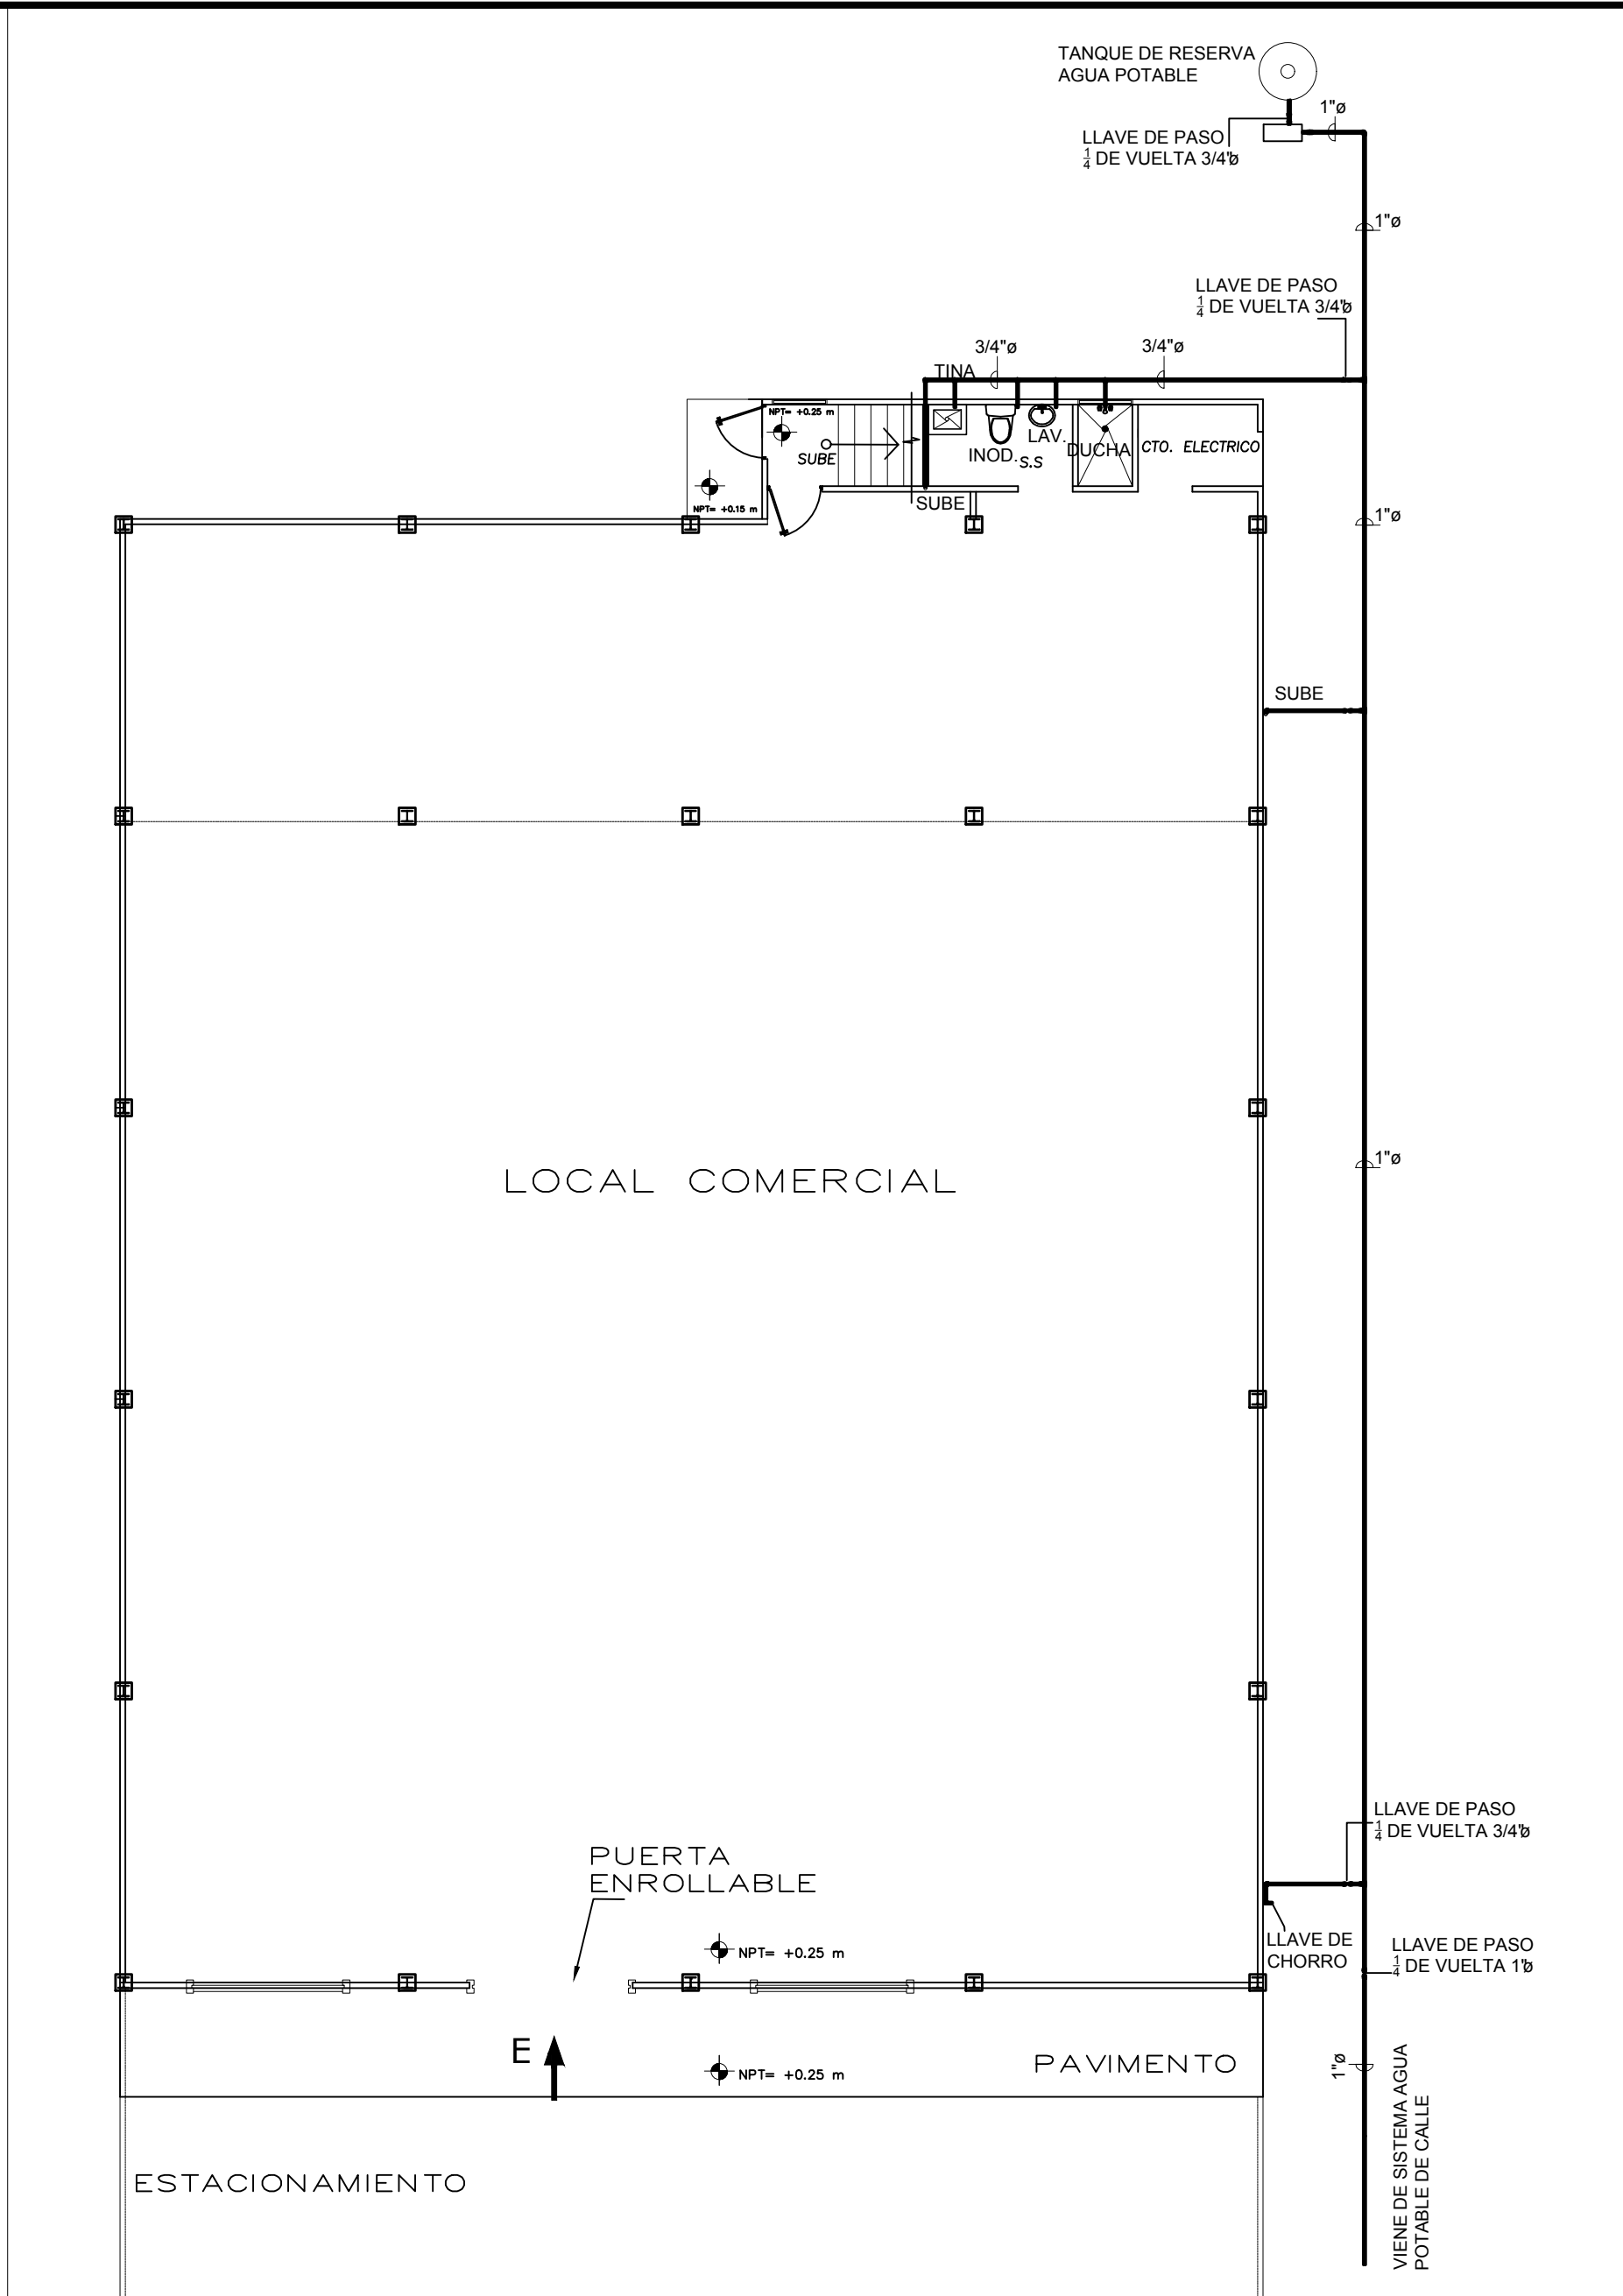 TANQUE DE RESERVA
AGUA POTABLE
1"ø
LLAVE DE PASO
1/4 DE VUELTA 3/4"ø
1"ø
LLAVE DE PASO
1/4 DE VUELTA 3/4"ø
3/4"ø
3/4"ø
TINA
NPT= +0.25 m
SUBE
INOD.
S.S
LAV.
DUCHA
CTO. ELECTRICO
SUBE
NPT= +0.15 m
1"ø
SUBE
LOCAL COMERCIAL
1"ø
LLAVE DE PASO
1/4 DE VUELTA 3/4"ø
PUERTA
ENROLLABLE
LLAVE DE
CHORRO
LLAVE DE PASO
1/4 DE VUELTA 1"ø
NPT= +0.25 m
E
NPT= +0.25 m
PAVIMENTO
1"ø
VIENE DE SISTEMA AGUA
POTABLE DE CALLE
ESTACIONAMIENTO